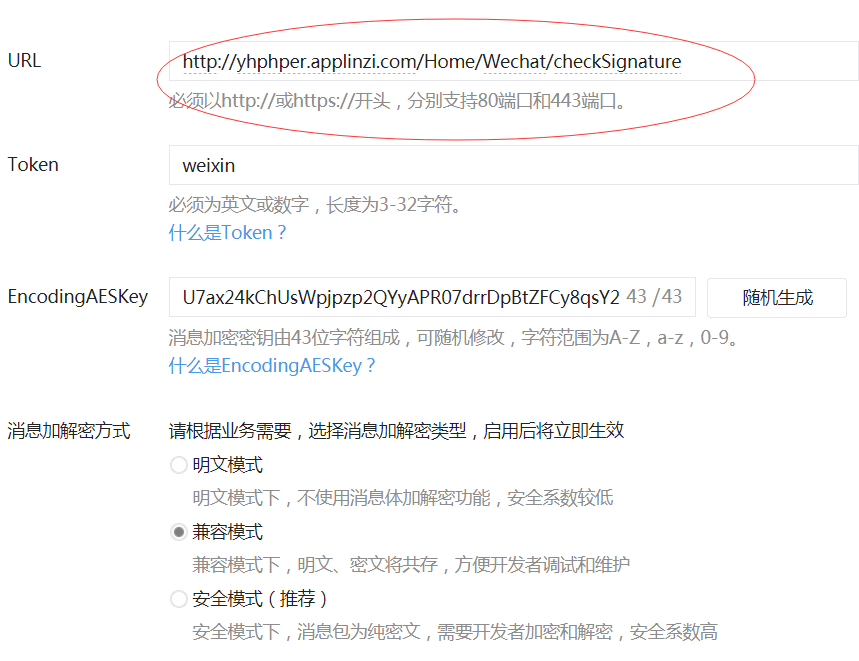 URL
http://yhphper.applinzi.com/Home/Wechat/checkSignature
必须以http://或https://开头，分别支持80端口和443端口。
Token
weixin
必须为英文或数字，长度为3-32字符。
什么是Token？
EncodingAESKey
U7ax24kChUsWpjpzp2QYyAPR07drrDpBtZFCy8qsY2
43 /43
随机生成
消息加密密钥由43位字符组成，可随机修改，字符范围为A-Z，a-z，0-9。
什么是EncodingAESKey？
消息加解密方式
请根据业务需要，选择消息加解密类型，启用后将立即生效
明文模式
明文模式下，不使用消息体加解密功能，安全系数较低
兼容模式
兼容模式下，明文、密文将共存，方便开发者调试和维护
安全模式（推荐）
安全模式下，消息包为纯密文，需要开发者加密和解密，安全系数高